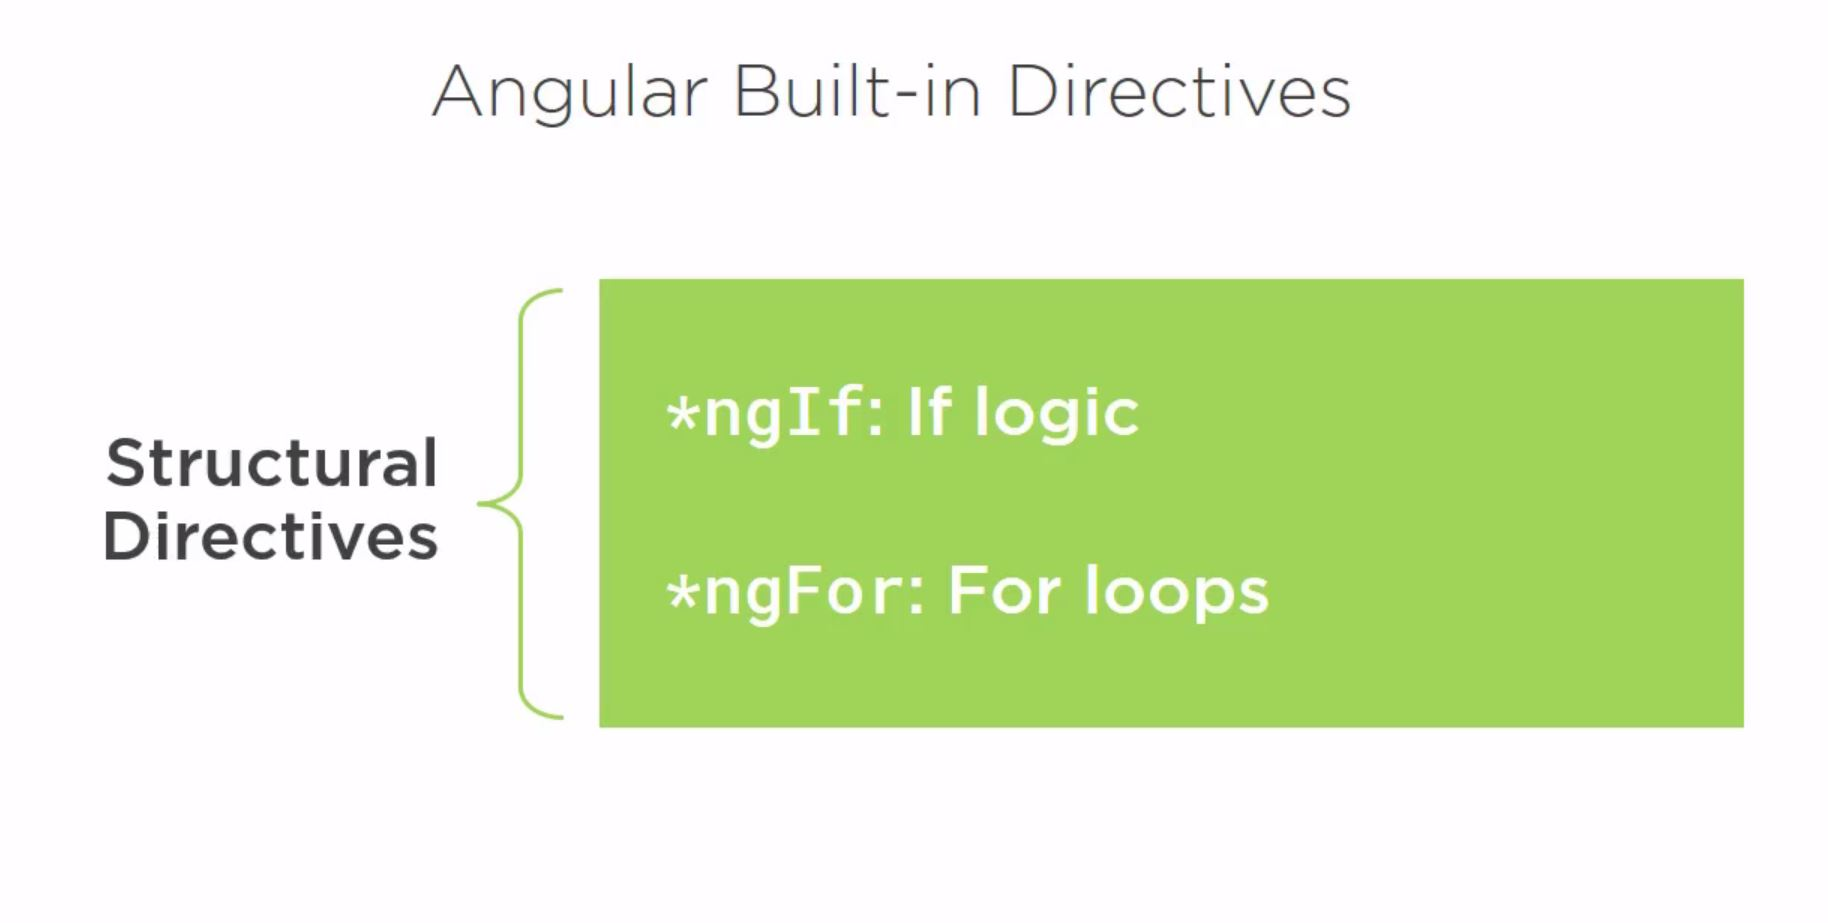 Angular Built-in Directives
Structural
Directives
*ngIf: If logic
*ngFor: For loops